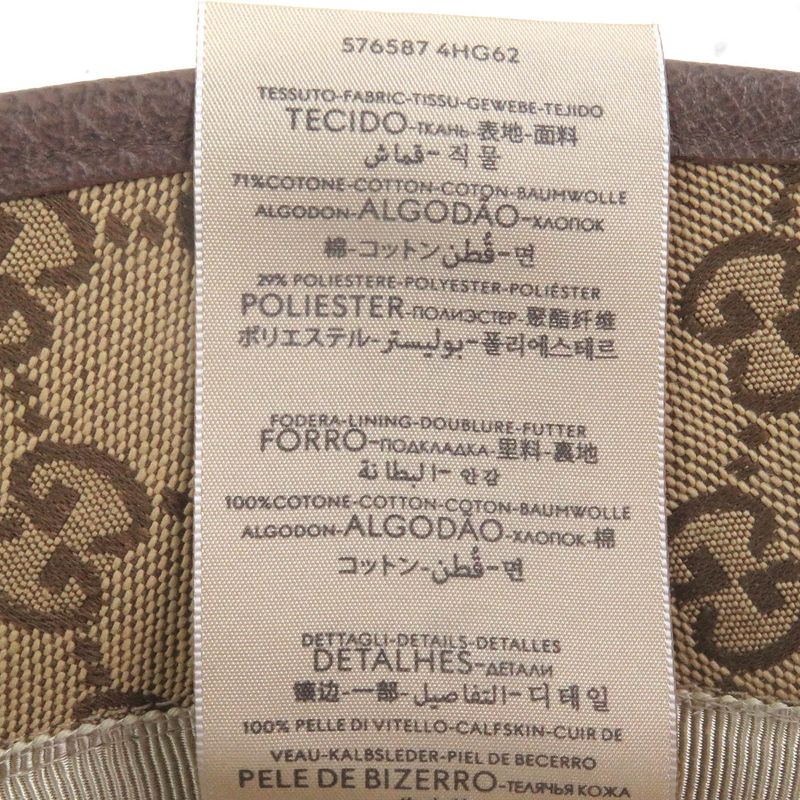 576587 4HG62
TESSUTO-FABRIC-TISSU-GEWEBE-TEJIDO
TECIDO-ТКАНЬ-表地-面料
قماش-직물
71%COTONE-COTTON-COTON-BAUMWOLLE
ALGODON-ALGODÃO-ХЛОПОК
棉-コットン-قُطن-면
29% POLIESTERE-POLYESTER-POLIÉSTER
POLIESTER-ПОЛИЭСТЕР-聚酯纤维
ポリエステル-بوليستر-폴리에스테르
FODERA-LINING-DOUBLURE-FUTTER
FORRO-ПОДКЛАДКА-里料-裏地
البطانة-안감
100%COTONE-COTTON-COTON-BAUMWOLLE
ALGODON-ALGODÃO-ХЛОПОК-棉
コットン-قُطن-면
DETTAGLI-DETAILS-DETALLES
DETALHES-ДЕТАЛИ
镶边-一部-التفاصيل-디테일
100% PELLE DI VITELLO-CALFSKIN-CUIR DE
VEAU-KALBSLEDER-PIEL DE BECERRO
PELE DE BIZERRO-ТЕЛЯЧЬЯ КОЖА